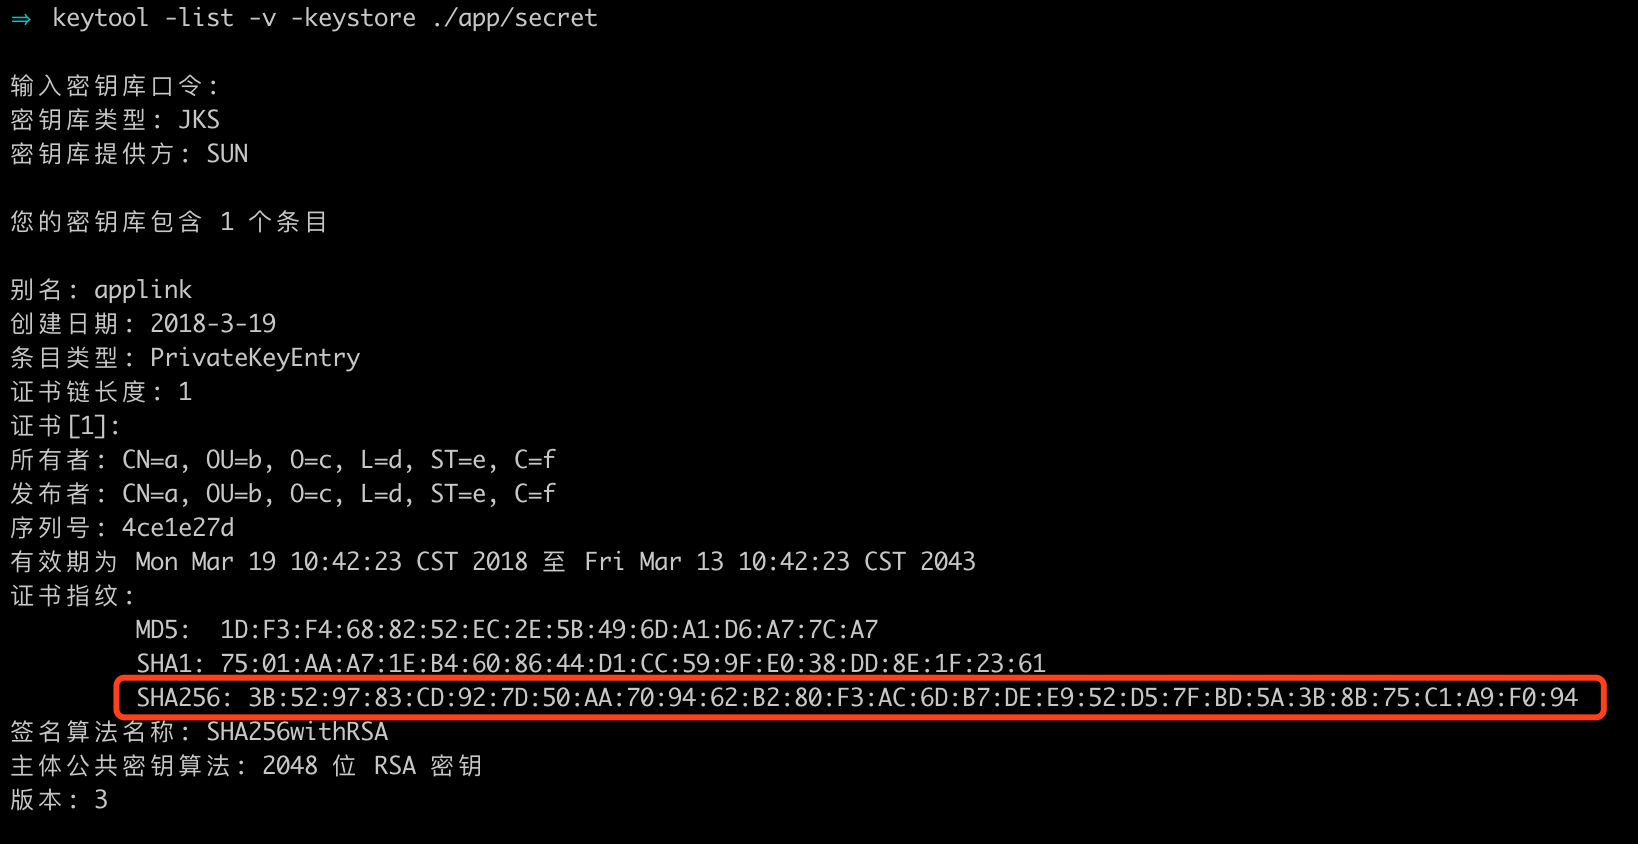 ⇒ keytool -list -v -keystore ./app/secret
输入密钥库口令:
密钥库类型: JKS
密钥库提供方: SUN
您的密钥库包含 1 个条目
别名: applink
创建日期: 2018-3-19
条目类型: PrivateKeyEntry
证书链长度: 1
证书[1]:
所有者: CN=a, OU=b, O=c, L=d, ST=e, C=f
发布者: CN=a, OU=b, O=c, L=d, ST=e, C=f
序列号: 4ce1e27d
有效期为 Mon Mar 19 10:42:23 CST 2018 至 Fri Mar 13 10:42:23 CST 2043
证书指纹:
MD5: 1D:F3:F4:68:82:52:EC:2E:5B:49:6D:A1:D6:A7:7C:A7
SHA1: 75:01:AA:A7:1E:B4:60:86:44:D1:CC:59:9F:E0:38:DD:8E:1F:23:61
SHA256: 3B:52:97:83:CD:92:7D:50:AA:70:94:62:B2:80:F3:AC:6D:B7:DE:E9:52:D5:7F:BD:5A:3B:8B:75:C1:A9:F0:94
签名算法名称: SHA256withRSA
主体公共密钥算法: 2048 位 RSA 密钥
版本: 3